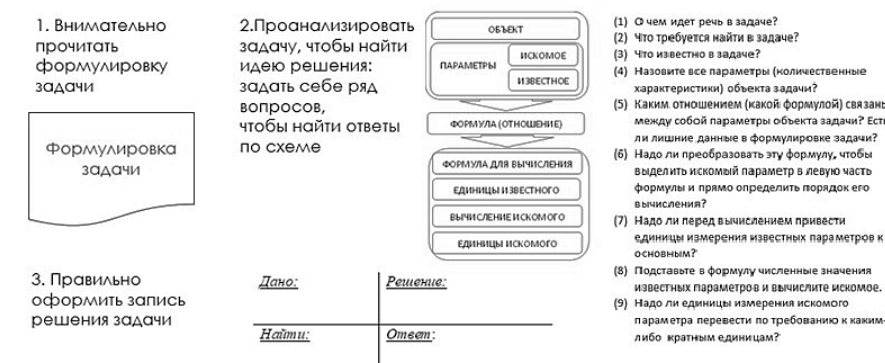 1. Внимательно
прочитать
формулировку
задачи
Формулировка
задачи
2.Проанализировать
задачу, чтобы найти
идею решения:
задать себе ряд
вопросов,
чтобы найти ответы
по схеме
ОБЪЕКТ
ПАРАМЕТРЫ
ИСКОМОЕ
ИЗВЕСТНОЕ
ФОРМУЛА (ОТНОШЕНИЕ)
ФОРМУЛА ДЛЯ ВЫЧИСЛЕНИЯ
ЕДИНИЦЫ ИЗВЕСТНОГО
ВЫЧИСЛЕНИЕ ИСКОМОГО
ЕДИНИЦЫ ИСКОМОГО
(1) О чем идет речь в задаче?
(2) Что требуется найти в задаче?
(3) Что известно в задаче?
(4) Назовите все параметры (количественные
характеристики) объекта задачи?
(5) Каким отношением (какой формулой) связаны
между собой параметры объекта задачи? Есть
ли лишние данные в формулировке задачи?
(6) Надо ли преобразовать эту формулу, чтобы
выделить искомый параметр в левую часть
формулы и прямо определить порядок его
вычисления?
(7) Надо ли перед вычислением привести
единицы измерения известных параметров к
основным?
(8) Подставьте в формулу численные значения
известных параметров и вычислите искомое.
(9) Надо ли единицы измерения искомого
параметра перевести по требованию к каким-
либо кратным единицам?
3. Правильно
оформить запись
решения задачи
Дано:
Решение:
Найти:
Ответ: